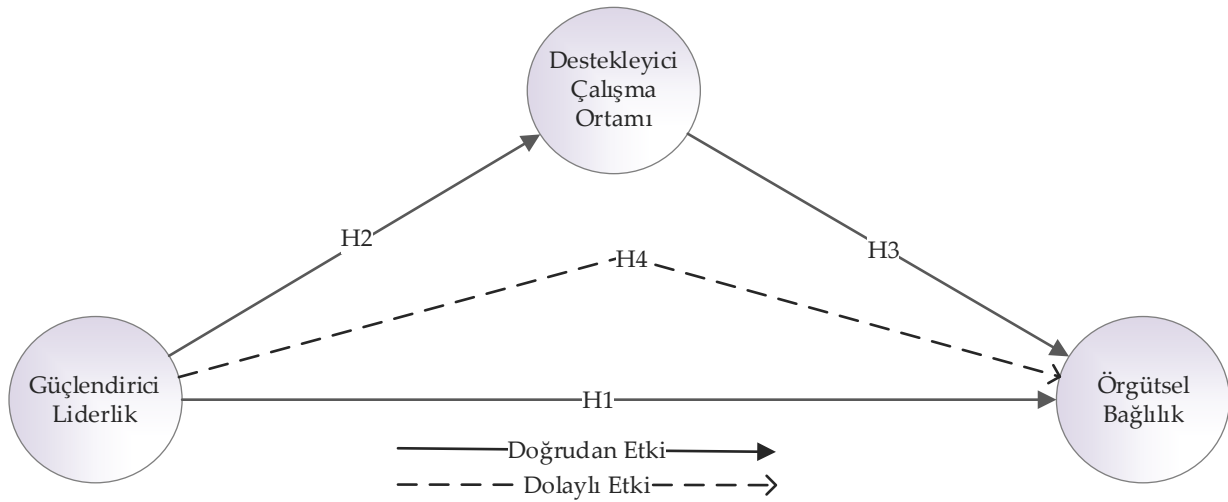 Destekleyici
Çalışma
Ortamı
H2
H3
H4
Güçlendirici
Liderlik
H1
Örgütsel
Bağlılık
Doğrudan Etki
Dolaylı Etki